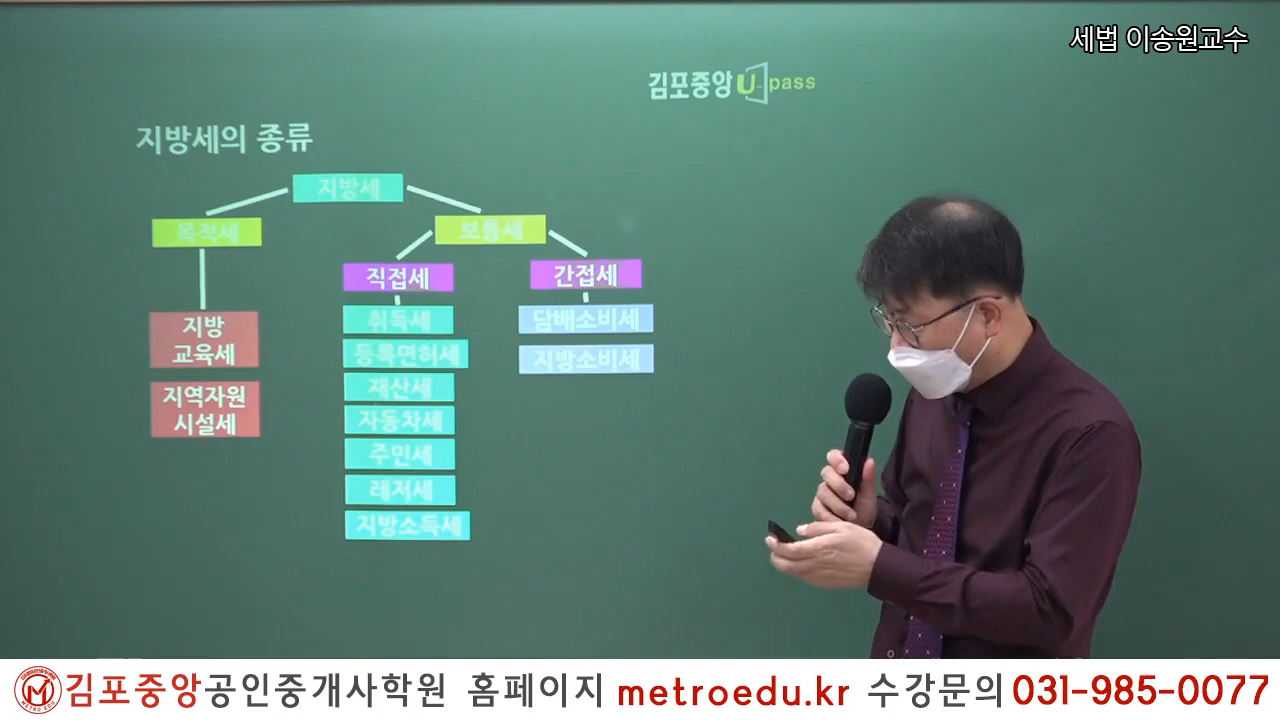 세법 이송원교수
김포중앙 U-pass
지방세의 종류
지방세
목적세
보통세
직접세
간접세
지방
교육세
지역자원
시설세
취득세
등록면허세
재산세
자동차세
주민세
레저세
지방소득세
담배소비세
지방소비세
METRO EDU
김포중앙공인중개사학원 홈페이지 metroedu.kr 수강문의 031-985-0077